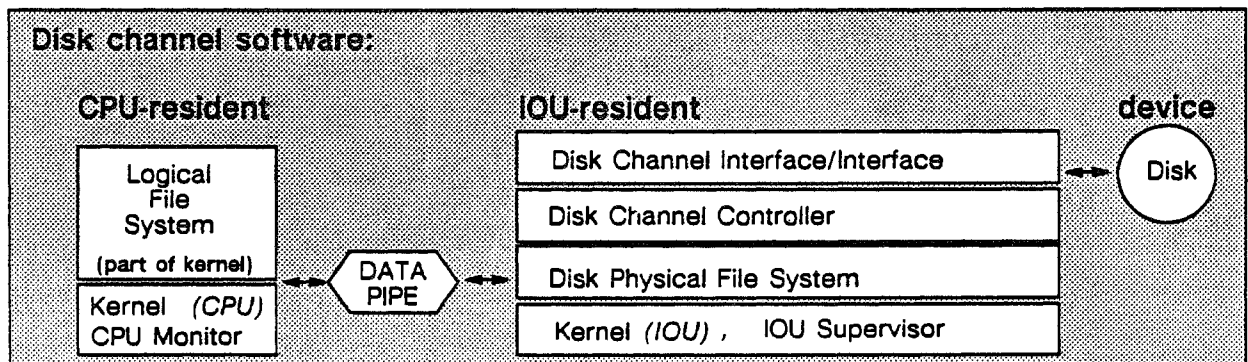 Disk channel software:
CPU-resident
IOU-resident
device
Logical
File
System
(part of kernel)
Kernel (CPU)
CPU Monitor
DATA
PIPE
Disk Channel Interface/Interface
Disk Channel Controller
Disk Physical File System
Kernel (IOU) , IOU Supervisor
Disk